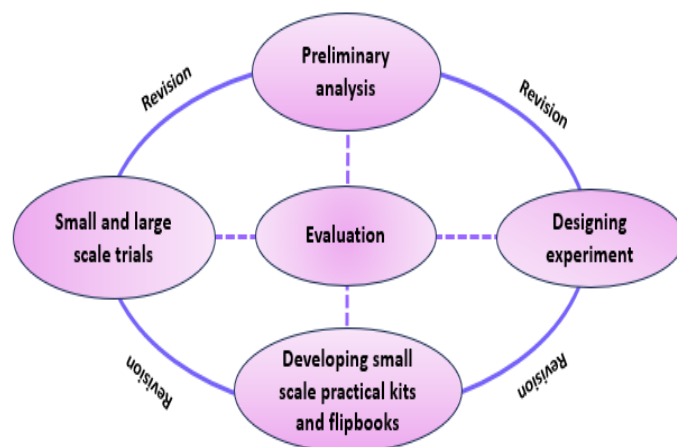 Preliminary
analysis
Revision
Revision
Small and large
scale trials
Evaluation
Designing
experiment
Revision
Developing small
scale practical kits
and flipbooks
Revision